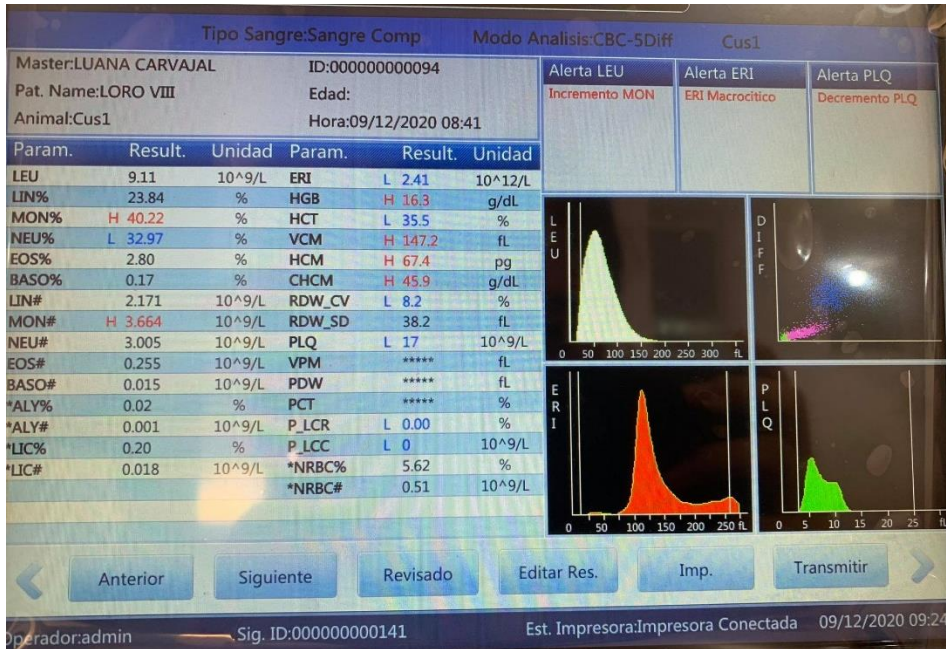 Tipo Sangre:Sangre Comp Modo Analisis:CBC-5Diff Cus1
Master:LUANA CARVAJAL ID:000000000094
Pat. Name:LORO VIII Edad:
Animal:Cus1 Hora:09/12/2020 08:41
Alerta LEU Alerta ERI Alerta PLQ
Incremento MON ERI Macrocitico Decremento PLQ
Param. Result. Unidad Param. Result. Unidad
LEU 9.11 10^9/L ERI L 2.41 10^12/L
LIN% 23.84 % HGB H 16.3 g/dL
MON% H 40.22 % HCT L 35.5 %
NEU% L 32.97 % VCM H 147.2 fL
EOS% 2.80 % HCM H 67.4 pg
BASO% 0.17 % CHCM H 45.9 g/dL
LIN# 2.171 10^9/L RDW_CV L 8.2 %
MON# H 3.664 10^9/L RDW_SD 38.2 fL
NEU# 3.005 10^9/L PLQ L 17 10^9/L
EOS# 0.255 10^9/L VPM ***** fL
BASO# 0.015 10^9/L PDW ***** fL
*ALY% 0.02 % PCT ***** %
*ALY# 0.001 10^9/L P_LCR L 0.00 %
*LIC% 0.20 % P_LCC L 0 10^9/L
*LIC# 0.018 10^9/L *NRBC% 5.62 %
*NRBC# 0.51 10^9/L
LEU
0 50 100 150 200 250 300 fL
DIFF
ERI
0 50 100 150 200 250 fL
PLQ
0 5 10 15 20 25 fL
Anterior Siguiente Revisado Editar Res. Imp. Transmitir
Operador:admin Sig. ID:000000000141 Est. Impresora:Impresora Conectada 09/12/2020 09:24